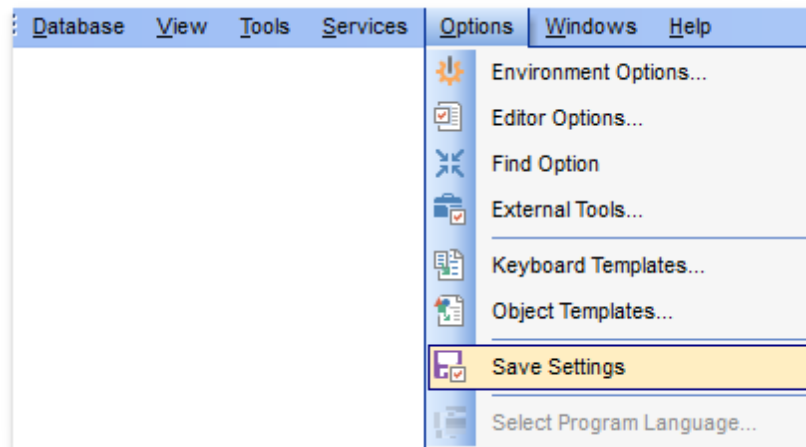 Database View Tools Services Options Windows Help
Environment Options...
Editor Options...
Find Option
External Tools...
Keyboard Templates...
Object Templates...
Save Settings
Select Program Language...